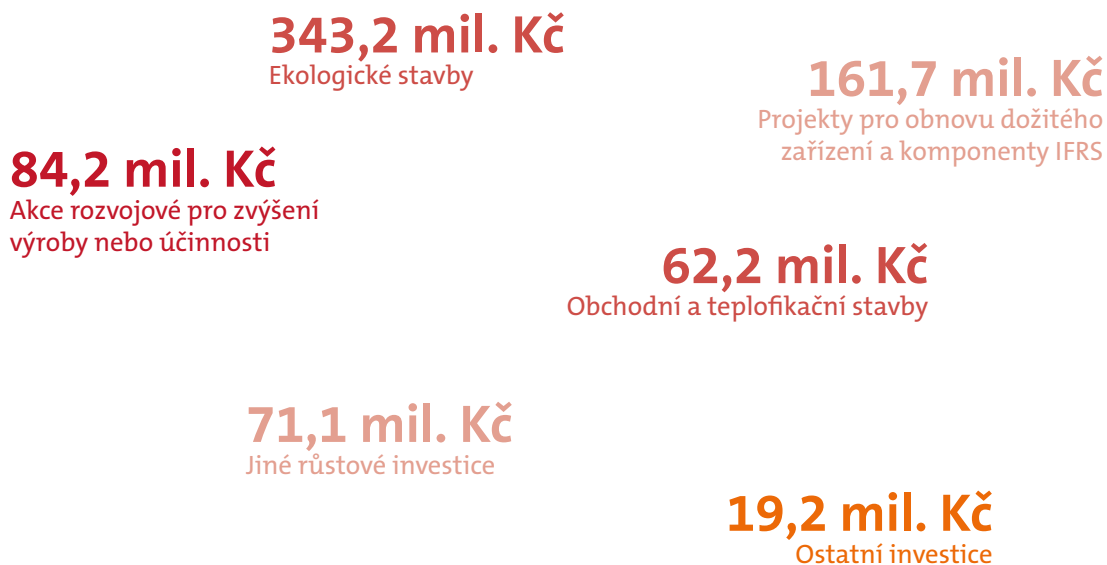 343,2 mil. Kč
Ekologické stavby
161,7 mil. Kč
Projekty pro obnovu dožitého
zařízení a komponenty IFRS
84,2 mil. Kč
Akce rozvojové pro zvýšení
výroby nebo účinnosti
62,2 mil. Kč
Obchodní a teplofikační stavby
71,1 mil. Kč
Jiné růstové investice
19,2 mil. Kč
Ostatní investice